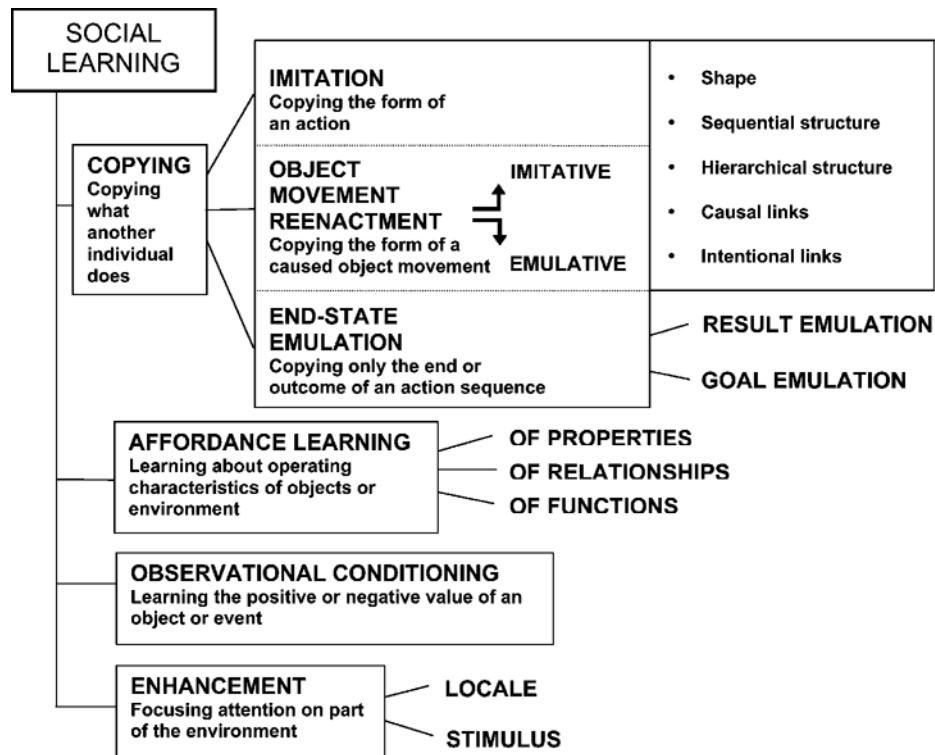 SOCIAL
LEARNING
COPYING
Copying
what
another
individual
does
IMITATION
Copying the form of
an action
OBJECT
MOVEMENT
REENACTMENT
Copying the form of a
caused object movement
IMITATIVE
EMULATIVE
END-STATE
EMULATION
Copying only the end or
outcome of an action sequence
• Shape
• Sequential structure
• Hierarchical structure
• Causal links
• Intentional links
RESULT EMULATION
GOAL EMULATION
AFFORDANCE LEARNING
Learning about operating
characteristics of objects or
environment
OF PROPERTIES
OF RELATIONSHIPS
OF FUNCTIONS
OBSERVATIONAL CONDITIONING
Learning the positive or negative value of an
object or event
ENHANCEMENT
Focusing attention on part
of the environment
LOCALE
STIMULUS